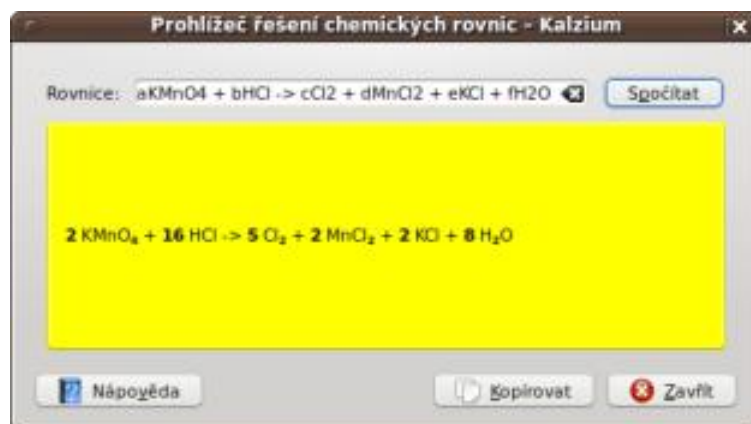 Prohlížeč řešení chemických rovnic - Kalzium
Rovnice: aKMnO4 + bHCl -> cCl2 + dMnCl2 + eKCl + fH2O Spočítat
2 KMnO₄ + 16 HCl -> 5 Cl₂ + 2 MnCl₂ + 2 KCl + 8 H₂O
Nápověda Kopírovat Zavřít